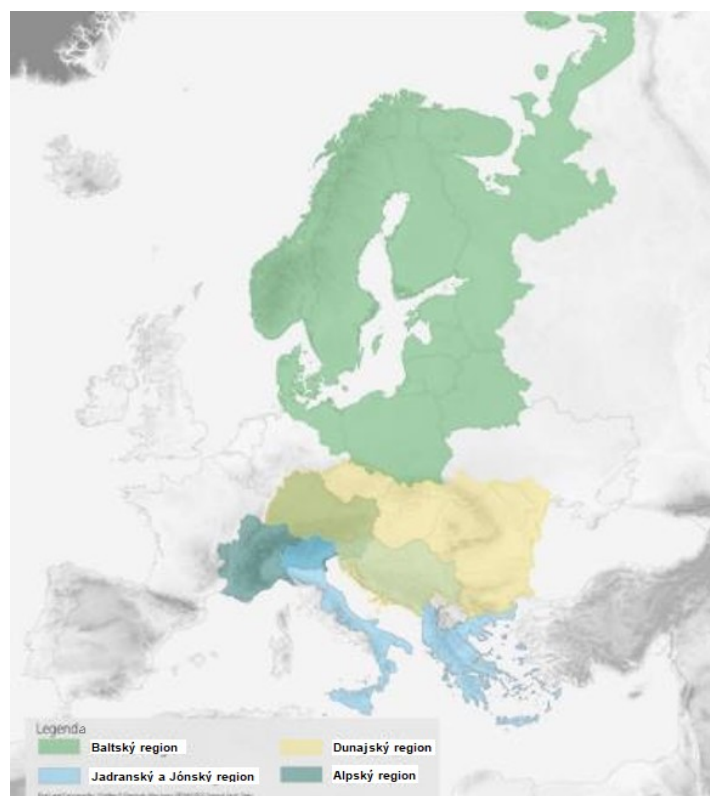 Legenda
Baltský region
Dunajský region
Jadranský a Jónský region
Alpský region